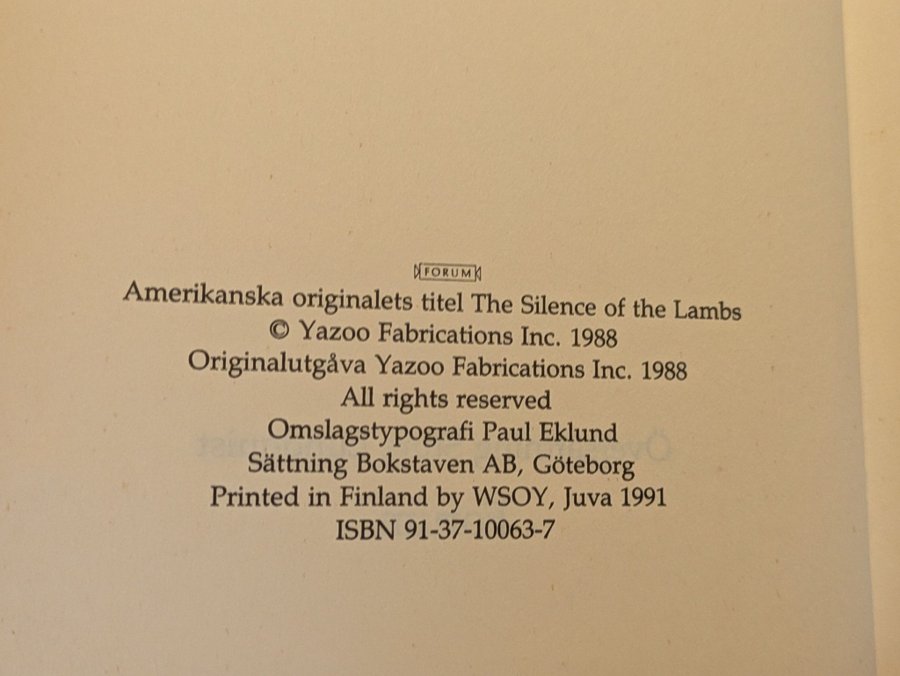 FORUM
Amerikanska originalets titel The Silence of the Lambs
© Yazoo Fabrications Inc. 1988
Originalutgåva Yazoo Fabrications Inc. 1988
All rights reserved
Omslagstypografi Paul Eklund
Sättning Bokstaven AB, Göteborg
Printed in Finland by WSOY, Juva 1991
ISBN 91-37-10063-7